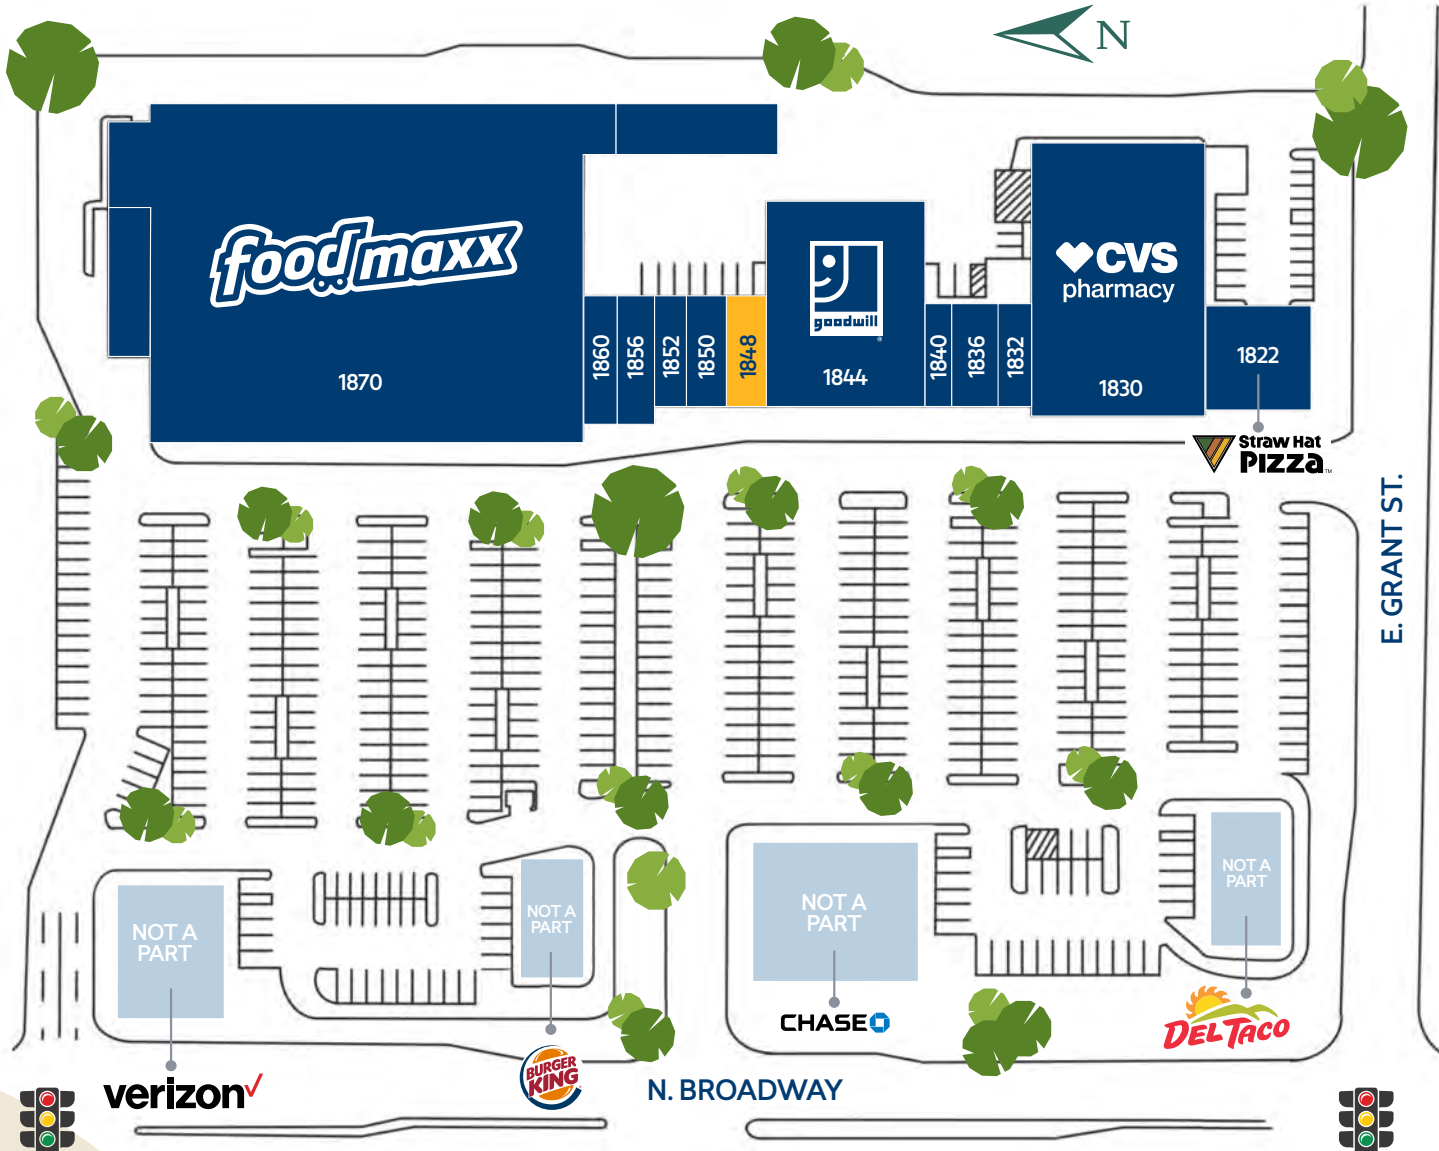 N
foodmaxx
1870
1860
1856
1852
1850
1848
goodwill
1844
1840
1836
1832
CVS
pharmacy
1830
1822
Straw Hat
PIZZa
E. GRANT ST.
NOT A
PART
NOT A
PART
NOT A
PART
NOT A
PART
verizon
BURGER
KING
CHASE
DEL TACO
N. BROADWAY